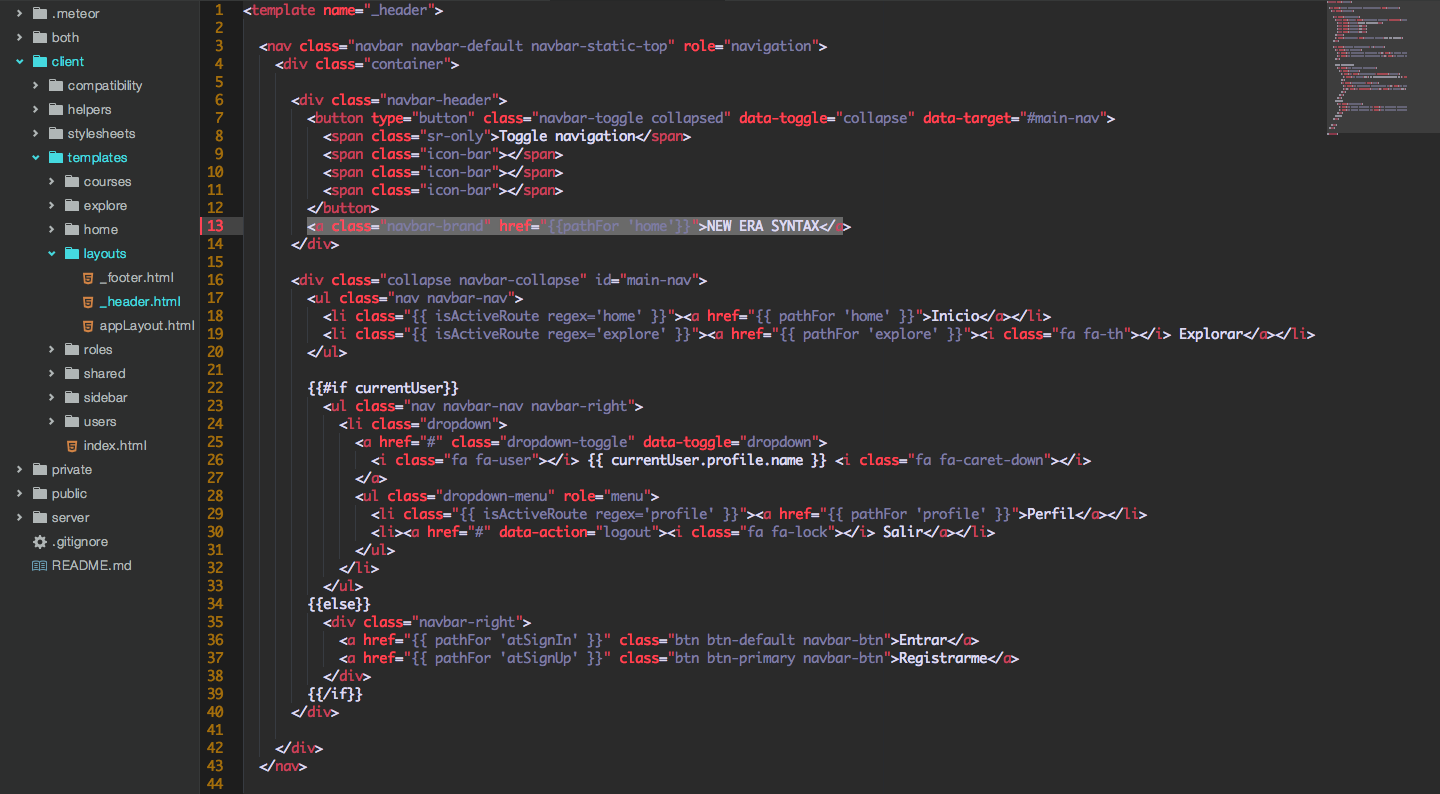 .meteor
both
client
compatibility
helpers
stylesheets
templates
courses
explore
home
layouts
_footer.html
_header.html
appLayout.html
roles
shared
sidebar
users
index.html
private
public
server
.gitignore
README.md
1 <template name="_header">
2
3 <nav class="navbar navbar-default navbar-static-top" role="navigation">
4 <div class="container">
5
6 <div class="navbar-header">
7 <button type="button" class="navbar-toggle collapsed" data-toggle="collapse" data-target="#main-nav">
8 <span class="sr-only">Toggle navigation</span>
9 <span class="icon-bar"></span>
10 <span class="icon-bar"></span>
11 <span class="icon-bar"></span>
12 </button>
13 <a class="navbar-brand" href="{{pathFor 'home'}}">NEW ERA SYNTAX</a>
14 </div>
15
16 <div class="collapse navbar-collapse" id="main-nav">
17 <ul class="nav navbar-nav">
18 <li class="{{ isActiveRoute regex='home' }}"><a href="{{ pathFor 'home' }}">Inicio</a></li>
19 <li class="{{ isActiveRoute regex='explore' }}"><a href="{{ pathFor 'explore' }}"><i class="fa fa-th"></i> Explorar</a></li>
20 </ul>
21
22 {{#if currentUser}}
23 <ul class="nav navbar-nav navbar-right">
24 <li class="dropdown">
25 <a href="#" class="dropdown-toggle" data-toggle="dropdown">
26 <i class="fa fa-user"></i> {{ currentUser.profile.name }} <i class="fa fa-caret-down"></i>
27 </a>
28 <ul class="dropdown-menu" role="menu">
29 <li class="{{ isActiveRoute regex='profile' }}"><a href="{{ pathFor 'profile' }}">Perfil</a></li>
30 <li><a href="#" data-action="logout"><i class="fa fa-lock"></i> Salir</a></li>
31 </ul>
32 </li>
33 </ul>
34 {{else}}
35 <div class="navbar-right">
36 <a href="{{ pathFor 'atSignIn' }}" class="btn btn-default navbar-btn">Entrar</a>
37 <a href="{{ pathFor 'atSignUp' }}" class="btn btn-primary navbar-btn">Registrarme</a>
38 </div>
39 {{/if}}
40 </div>
41
42 </div>
43 </nav>
44